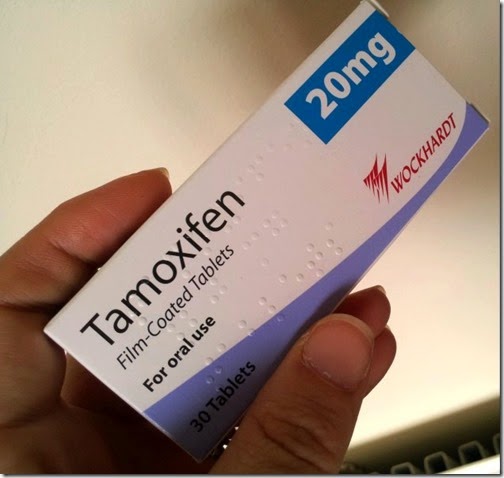 20mg
WOCKHARDT
Tamoxifen
Film-Coated Tablets
For oral use
30 Tablets